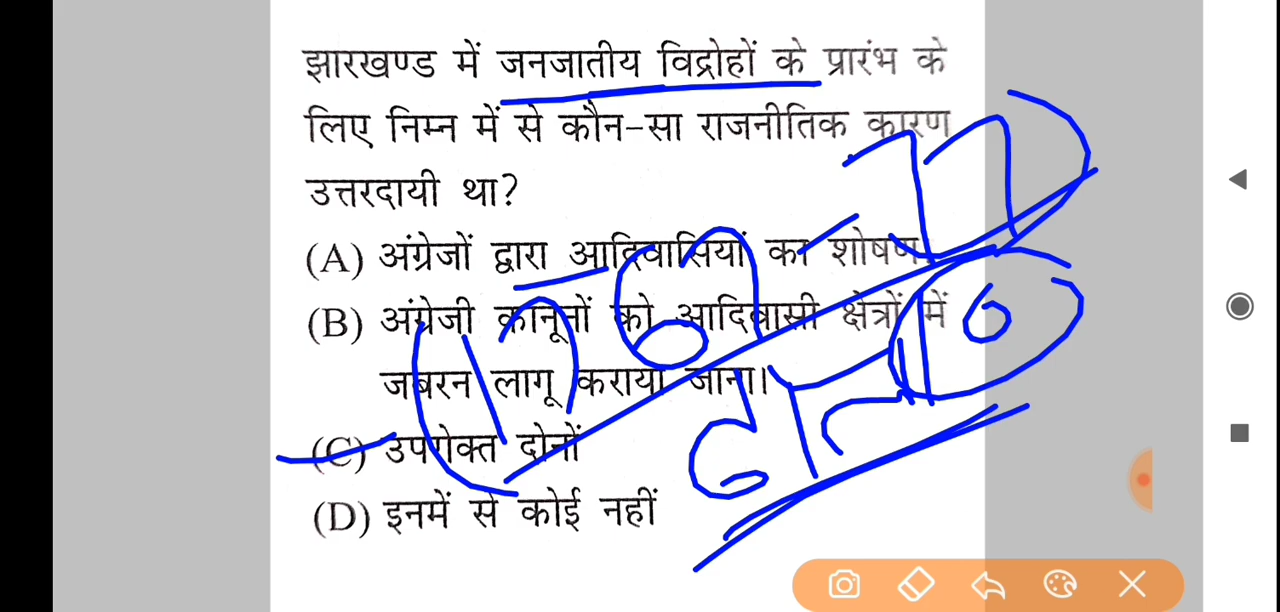 झारखण्ड में जनजातीय विद्रोहों के प्रारंभ के
लिए निम्न में से कौन-सा राजनीतिक कारण
उत्तरदायी था?
(A) अंग्रेजों द्वारा आदिवासियों का शोषण
(B) अंग्रेजी कानूनों को आदिवासी क्षेत्रों में
जबरन लागू कराया जाना।
(C) उपरोक्त दोनों
(D) इनमें से कोई नहीं